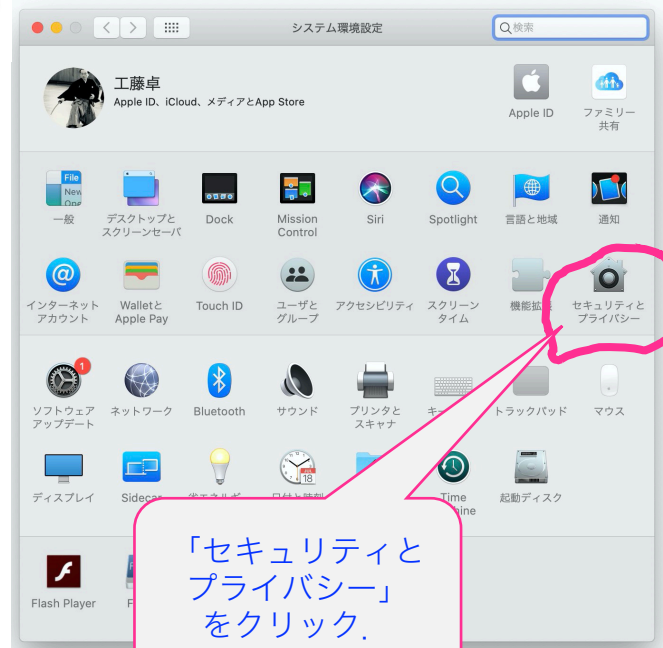 システム環境設定
検索
工藤卓
Apple ID、iCloud、メディアとApp Store
Apple ID
ファミリー
共有
File
New
一般
デスクトップと
スクリーンセーバ
Dock
Mission
Control
Siri
Spotlight
言語と地域
通知
インターネット
アカウント
Walletと
Apple Pay
Touch ID
ユーザと
グループ
アクセシビリティ
スクリーン
タイム
機能拡張
セキュリティと
プライバシー
1
ソフトウェア
アップデート
ネットワーク
Bluetooth
サウンド
プリンタと
スキャナ
トラックパッド
マウス
JUL
18
ディスプレイ
Sidecar
Time
起動ディスク
Flash Player
「セキュリティと
プライバシー」
をクリック.